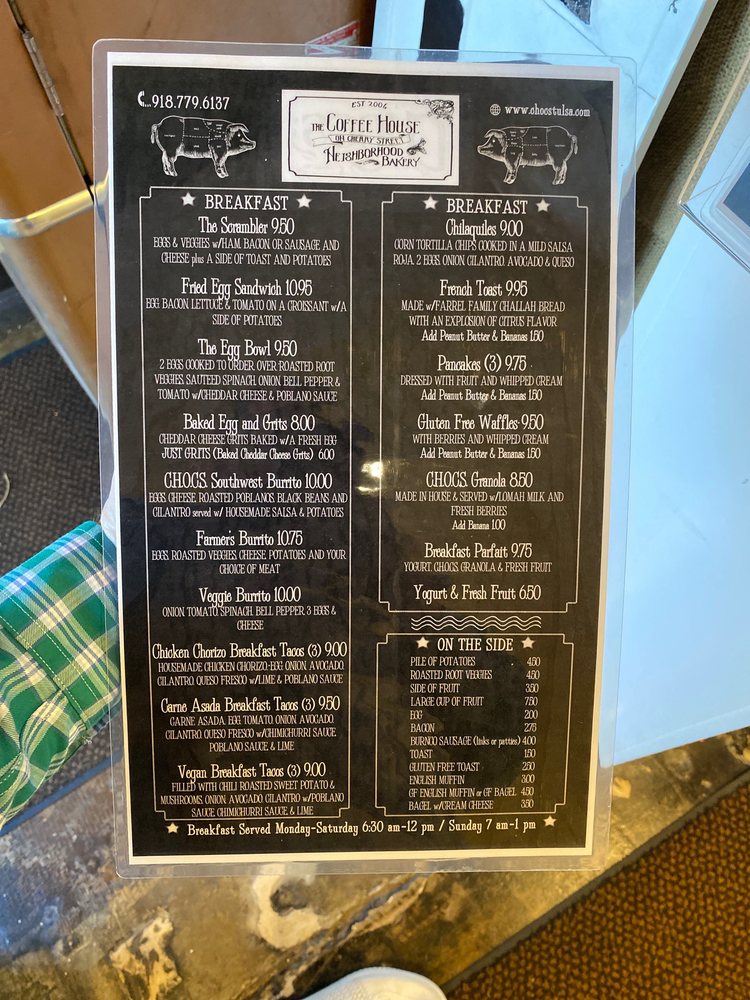 918.779.6137
EST 2006
THE COFFEE HOUSE
ON CHERRY STREET
NEIGHBORHOOD
BAKERY
www.chocstulsa.com
BREAKFAST
The Scrambler 9.50
EGGS & VEGGIES w/HAM, BACON OR SAUSAGE AND
CHEESE plus A SIDE OF TOAST AND POTATOES
Fried Egg Sandwich 10.95
EGG, BACON, LETTUCE & TOMATO ON A CROISSANT w/A
SIDE OF POTATOES
The Egg Bowl 9.50
2 EGGS COOKED TO ORDER OVER ROASTED ROOT
VEGGIES, SAUTEED SPINACH, ONION, BELL PEPPER &
TOMATO w/CHEDDAR CHEESE & POBLANO SAUCE
Baked Egg and Grits 8.00
CHEDDAR CHEESE GRITS BAKED w/A FRESH EGG
JUST GRITS (Baked Cheddar Cheese Grits) 6.00
C.H.O.C.S. Southwest Burrito 10.00
EGGS, CHEESE, ROASTED POBLANOS, BLACK BEANS AND
CILANTRO served w/ HOUSEMADE SALSA & POTATOES
Farmer's Burrito 10.75
EGGS, ROASTED VEGGIES, CHEESE, POTATOES AND YOUR
CHOICE OF MEAT
Veggie Burrito 10.00
ONION, TOMATO, SPINACH, BELL PEPPER, 3 EGGS &
CHEESE
Chicken Chorizo Breakfast Tacos (3) 9.00
HOUSEMADE CHICKEN CHORIZO-EGG, ONION, AVOCADO,
CILANTRO, QUESO FRESCO w/LIME & POBLANO SAUCE
Carne Asada Breakfast Tacos (3) 9.50
CARNE ASADA, EGG, TOMATO, ONION, AVOCADO,
CILANTRO, QUESO FRESCO w/CHIMICHURRI SAUCE,
POBLANO SAUCE & LIME
Vegan Breakfast Tacos (3) 9.00
FILLED WITH CHILI ROASTED SWEET POTATO &
MUSHROOMS, ONION, AVOCADO, CILANTRO w/POBLANO
SAUCE, CHIMICHURRI SAUCE & LIME
BREAKFAST
Chilaquiles 9.00
CORN TORTILLA CHIPS COOKED IN A MILD SALSA
ROJA, 2 EGGS, ONION, CILANTRO, AVOCADO & QUESO
French Toast 9.95
MADE w/FARREL FAMILY CHALLAH BREAD
WITH AN EXPLOSION OF CITRUS FLAVOR
Add Peanut Butter & Bananas 1.50
Pancakes (3) 9.75
DRESSED WITH FRUIT AND WHIPPED CREAM
Add Peanut Butter & Bananas 1.50
Gluten Free Waffles 9.50
WITH BERRIES AND WHIPPED CREAM
Add Peanut Butter & Bananas 1.50
C.H.O.C.S. Granola 8.50
MADE IN HOUSE & SERVED w/LOMAH MILK AND
FRESH BERRIES
Add Banana 1.00
Breakfast Parfait 9.75
YOGURT, C.H.O.C.S. GRANOLA & FRESH FRUIT
Yogurt & Fresh Fruit 6.50
ON THE SIDE
PILE OF POTATOES 4.50
ROASTED ROOT VEGGIES 4.50
SIDE OF FRUIT 3.50
LARGE CUP OF FRUIT 7.50
EGG 2.00
BACON 2.75
BURNCO SAUSAGE (links or patties) 4.00
TOAST 1.50
GLUTEN FREE TOAST 2.50
ENGLISH MUFFIN 3.00
GF ENGLISH MUFFIN or GF BAGEL 4.50
BAGEL w/CREAM CHEESE 3.50
Breakfast Served Monday-Saturday 6:30 am-12 pm / Sunday 7 am-1 pm